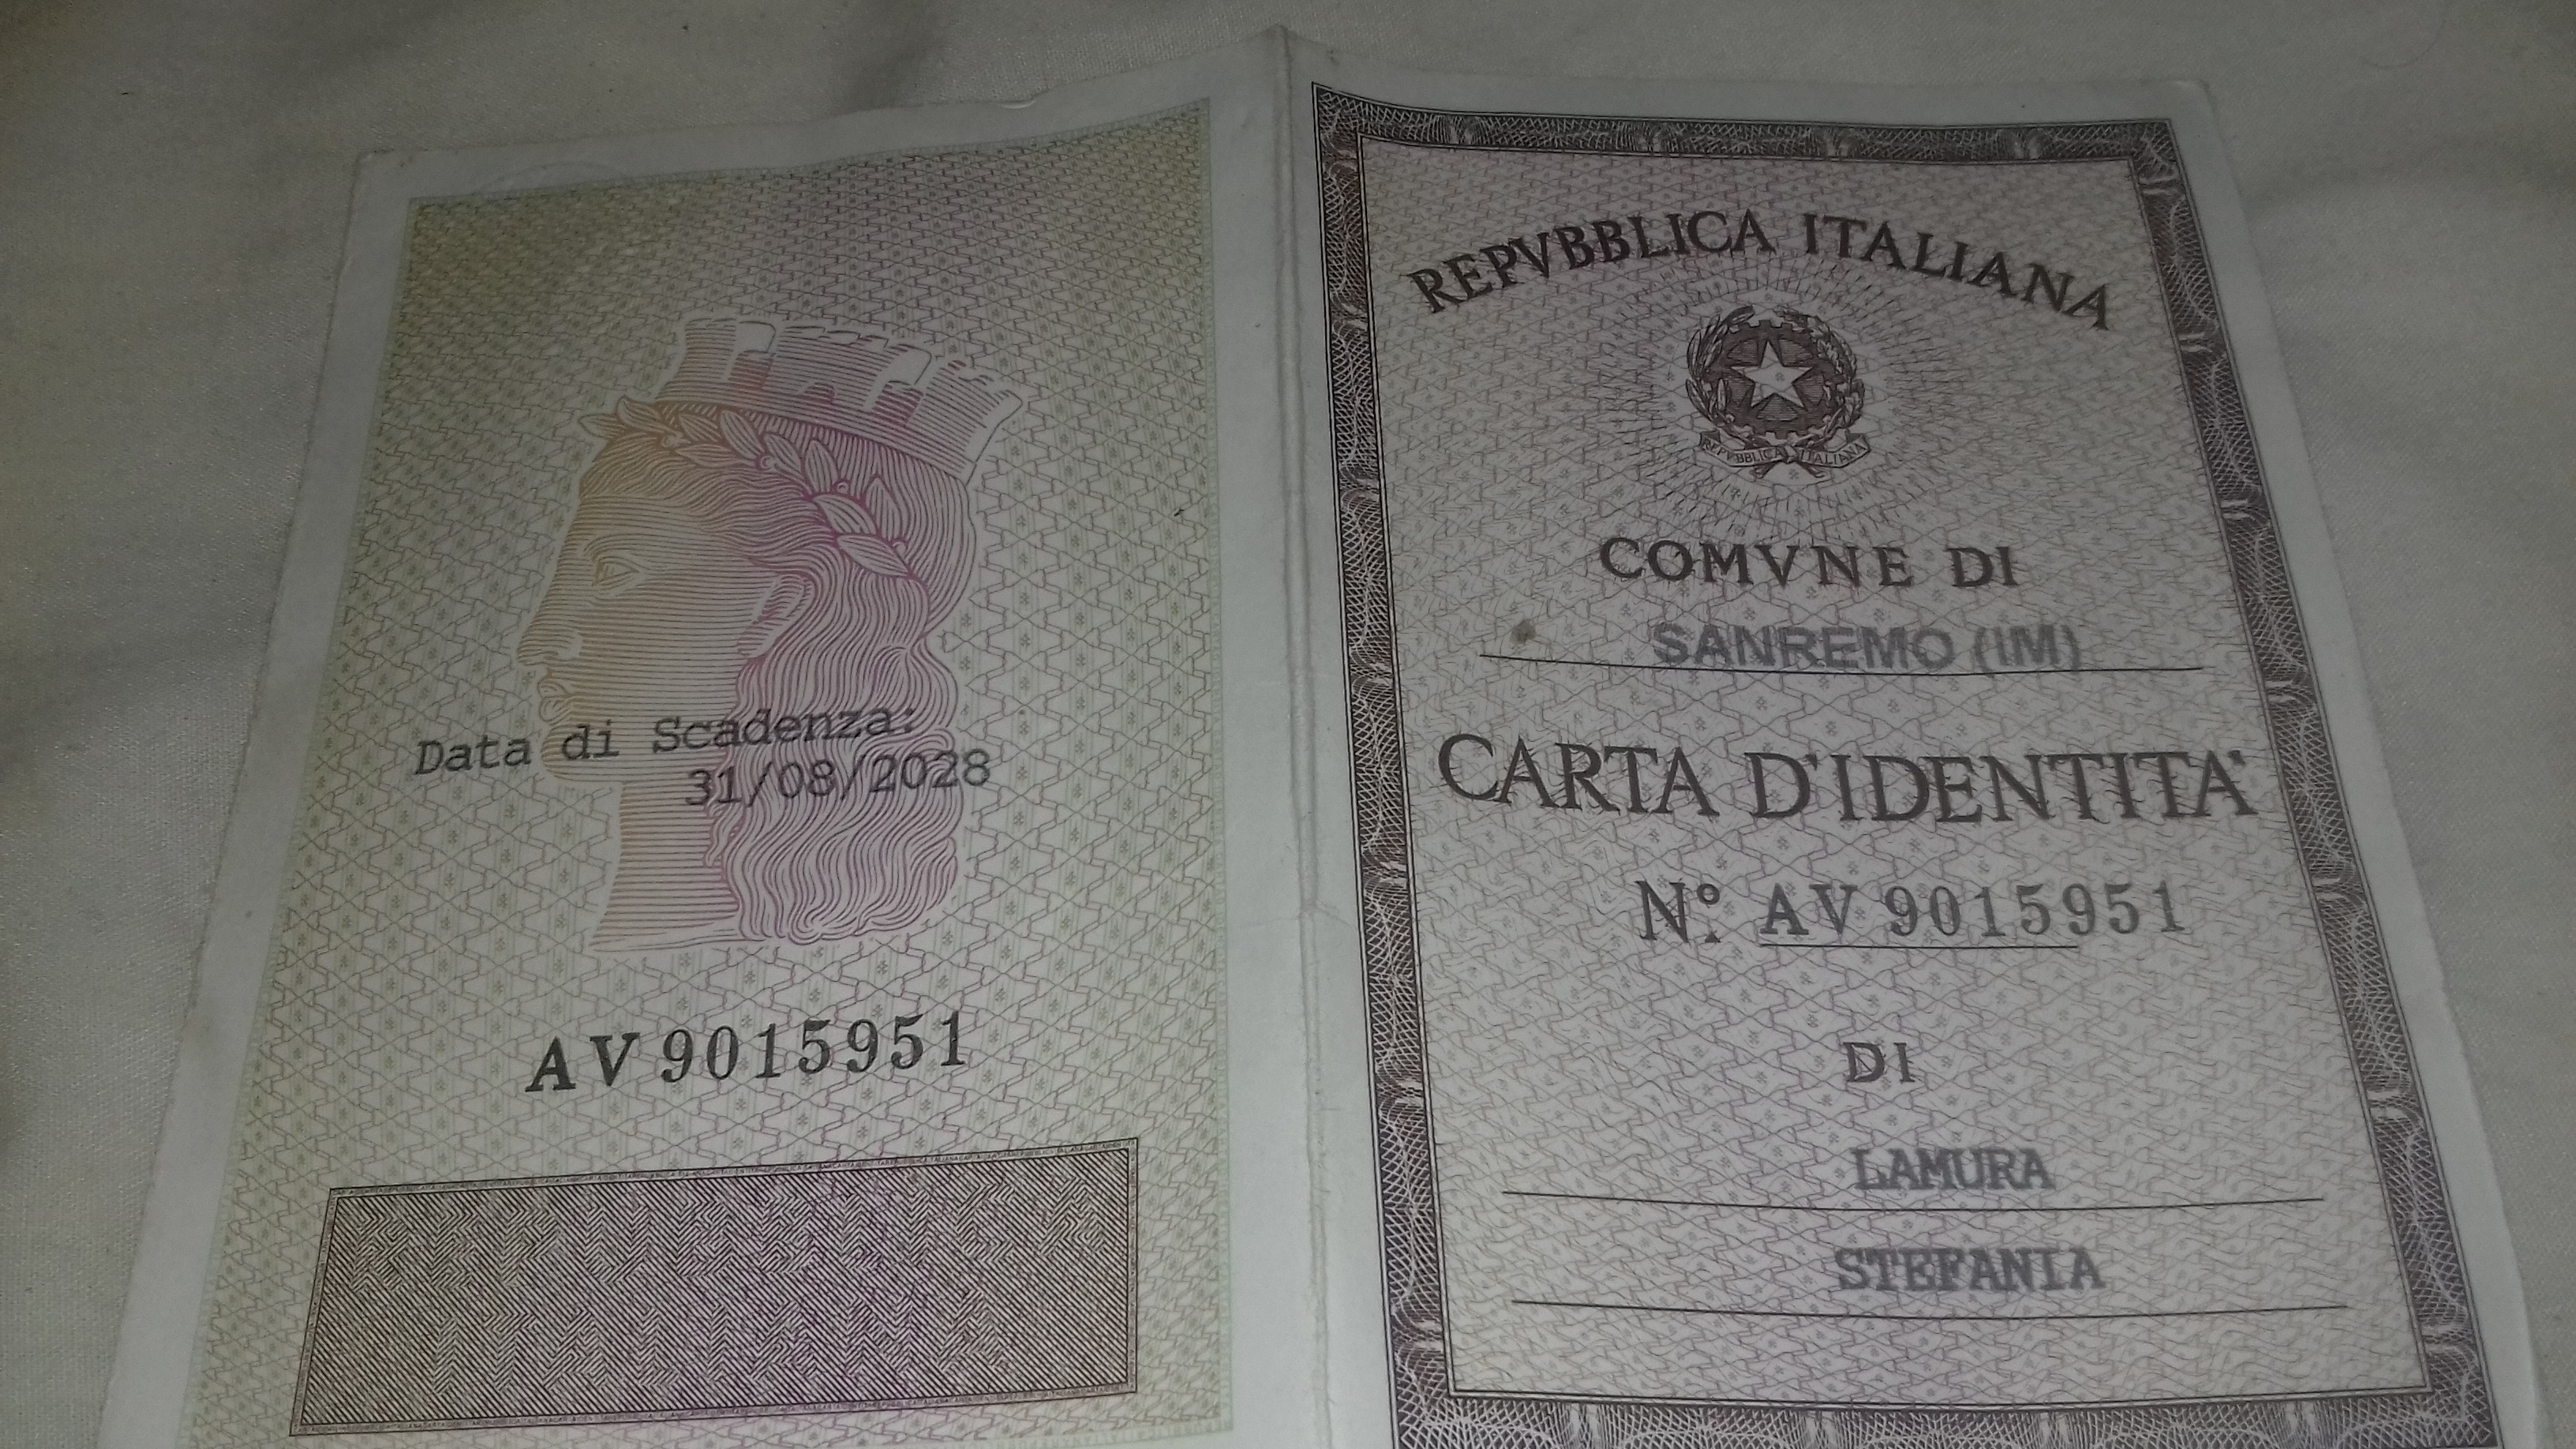 Data di Scadenza:
31/08/2028
AV 9015951
REPVBBLICA ITALIANA
REPVBBLICA ITALIANA
COMVNE DI
SANREMO (IM)
CARTA D'IDENTITA'
N° AV 9015951
DI
LAMURA
STEFANIA